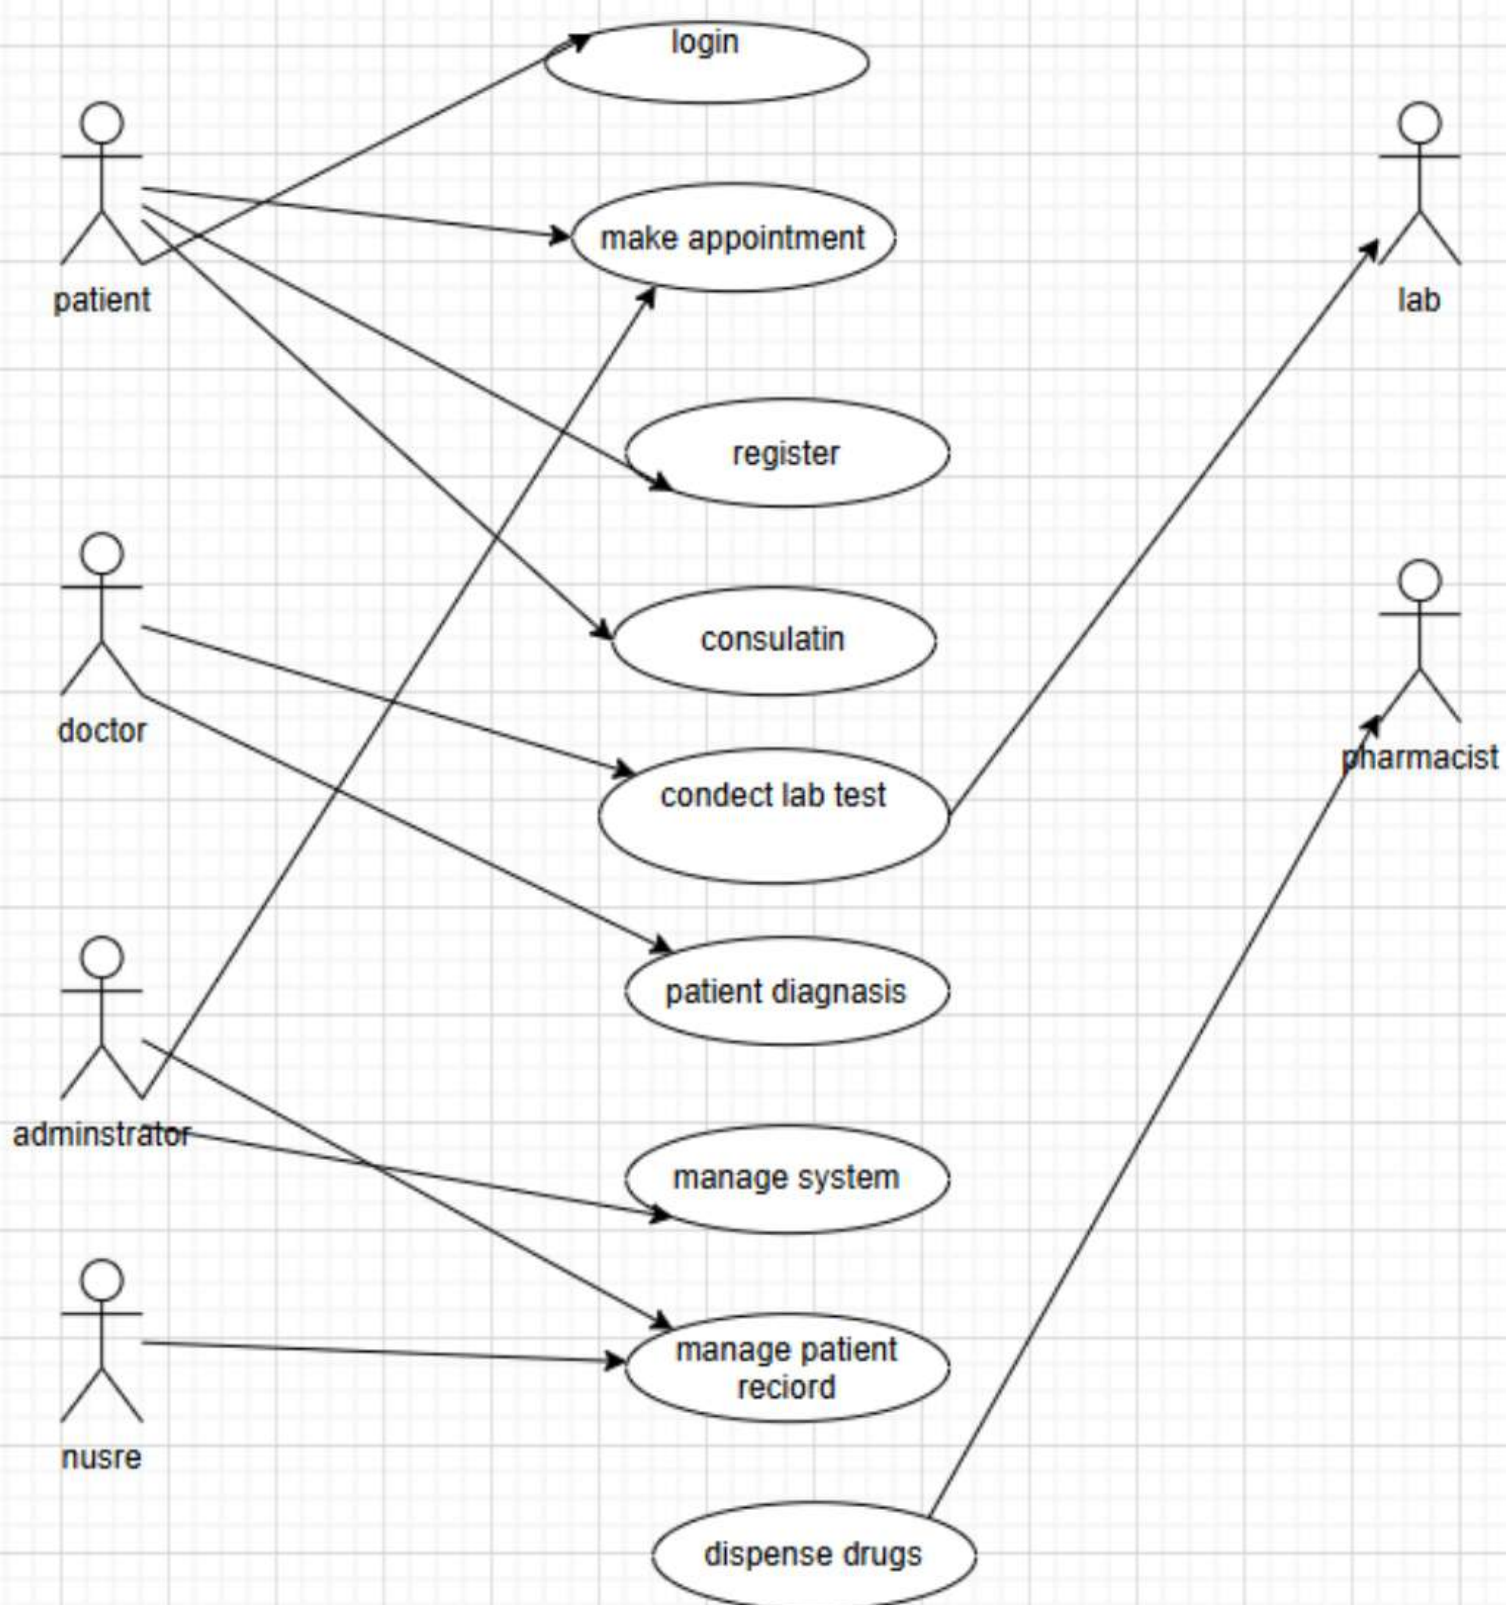 login
make appointment
patient
lab
register
consulatin
doctor
pharmacist
condect lab test
patient diagnasis
adminstrator
manage system
manage patient
reciord
nusre
dispense drugs